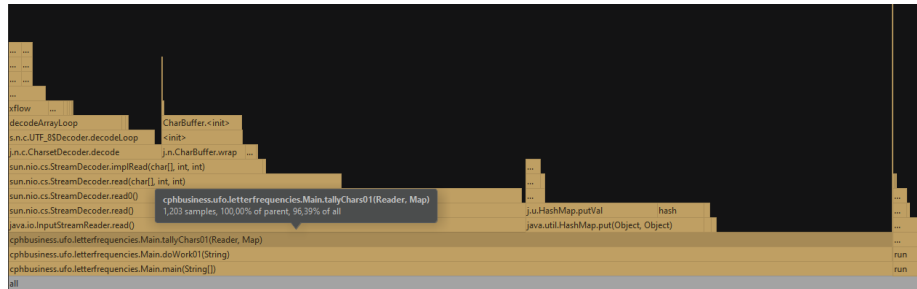 ... ...
... ...
... ...
...
xflow ...
decodeArrayLoop CharBuffer.<init>
s.n.c.UTF_8$Decoder.decodeLoop <init>
j.n.c.CharsetDecoder.decode j.n.CharBuffer.wrap ...
sun.nio.cs.StreamDecoder.implRead(char[], int, int) ...
sun.nio.cs.StreamDecoder.read(char[], int, int) ... ...
sun.nio.cs.StreamDecoder.read0() ... ...
cphbusiness.ufo.letterfrequencies.Main.tallyChars01(Reader, Map)
1,203 samples, 100,00% of parent, 96,39% of all
sun.nio.cs.StreamDecoder.read() j.u.HashMap.putVal hash ...
java.io.InputStreamReader.read() java.util.HashMap.put(Object, Object) ...
cphbusiness.ufo.letterfrequencies.Main.tallyChars01(Reader, Map) ...
cphbusiness.ufo.letterfrequencies.Main.doWork01(String) run
cphbusiness.ufo.letterfrequencies.Main.main(String[]) run
all